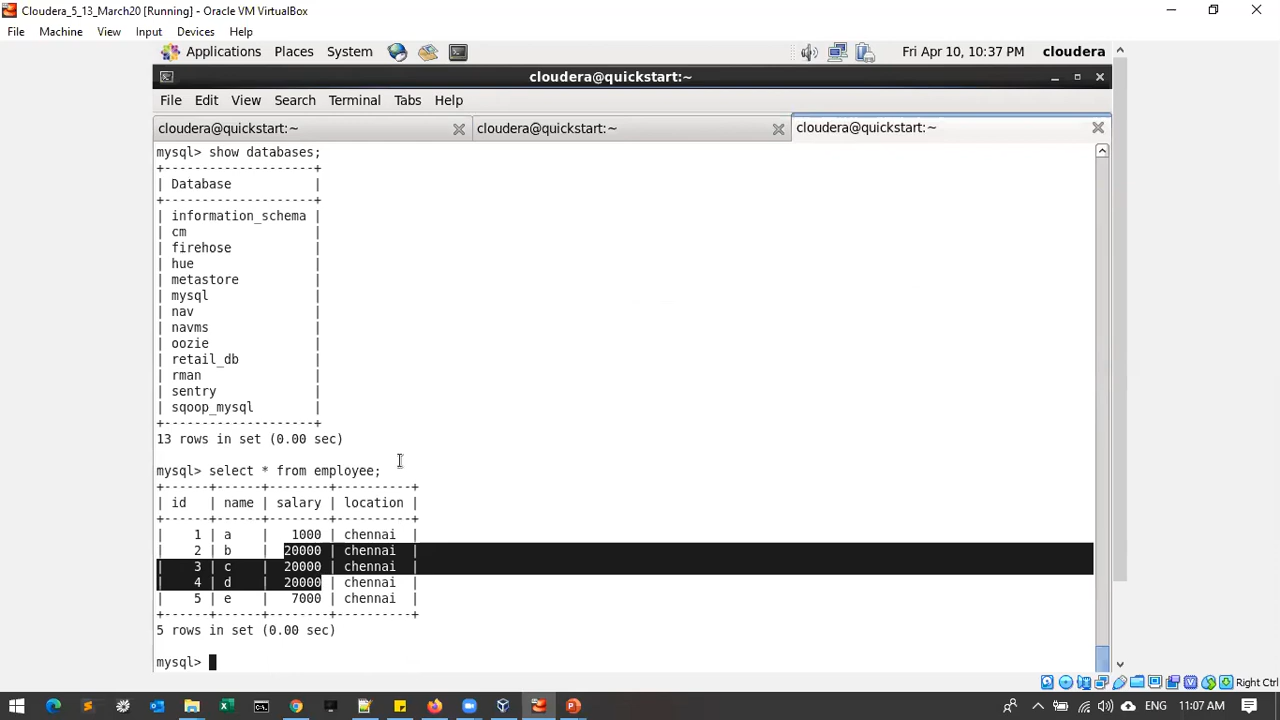 Cloudera_5_13_March20 [Running] - Oracle VM VirtualBox
File Machine View Input Devices Help
Applications Places System Fri Apr 10, 10:37 PM cloudera
cloudera@quickstart:~
File Edit View Search Terminal Tabs Help
cloudera@quickstart:~ cloudera@quickstart:~ cloudera@quickstart:~
mysql> show databases;
+--------------------+
| Database           |
+--------------------+
| information_schema |
| cm                 |
| firehose           |
| hue                |
| metastore          |
| mysql              |
| nav                |
| navms              |
| oozie              |
| retail_db          |
| rman               |
| sentry             |
| sqoop_mysql        |
+--------------------+
13 rows in set (0.00 sec)
mysql> select * from employee;
+------+------+--------+----------+
| id   | name | salary | location |
+------+------+--------+----------+
|    1 | a    |   1000 | chennai  |
|    2 | b    |  20000 | chennai  |
|    3 | c    |  20000 | chennai  |
|    4 | d    |  20000 | chennai  |
|    5 | e    |   7000 | chennai  |
+------+------+--------+----------+
5 rows in set (0.00 sec)
mysql>
Right Ctrl
ENG 11:07 AM